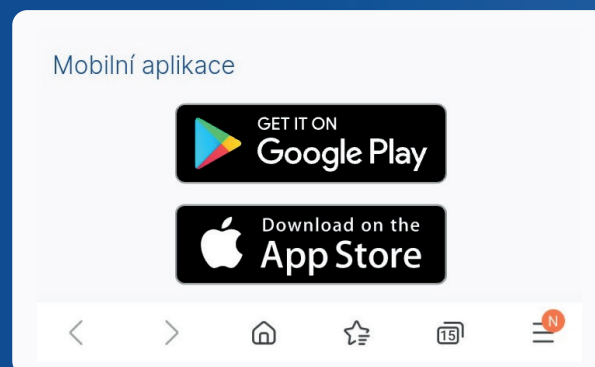 Mobilní aplikace
GET IT ON
Google Play
Download on the
App Store
15
N